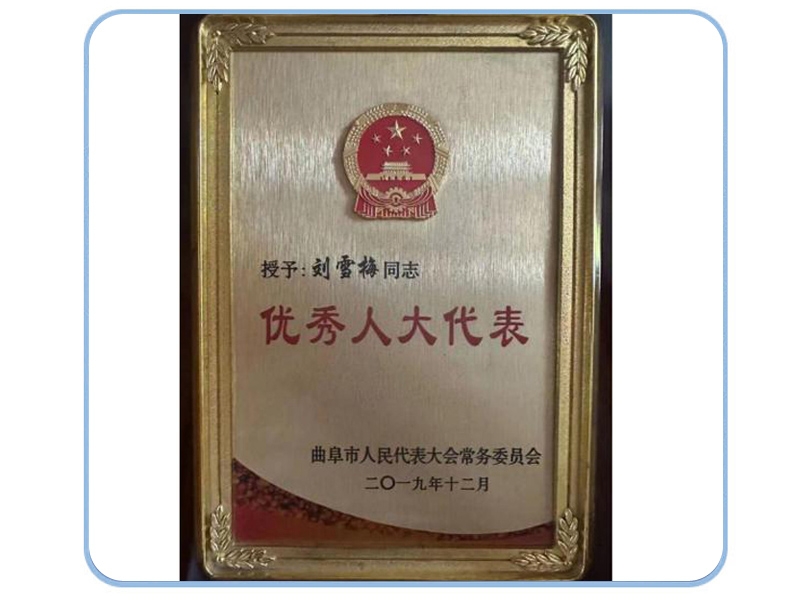 授予:刘雪梅同志
优秀人大代表
曲阜市人民代表大会常务委员会
二〇一九年十二月